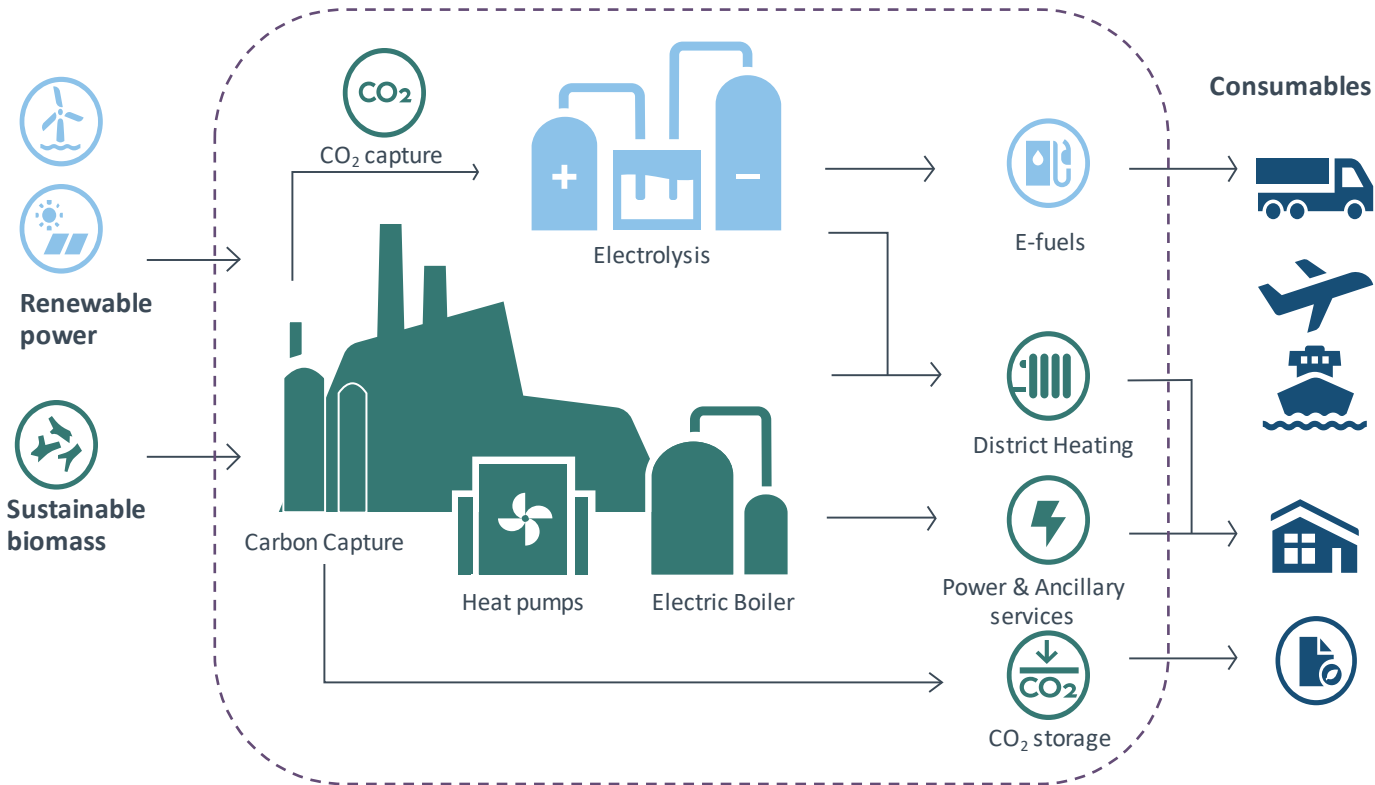 Consumables
CO2
CO₂ capture
+
−
Electrolysis
E-fuels
Renewable
power
District Heating
Sustainable
biomass
Carbon Capture
Heat pumps
Electric Boiler
Power & Ancillary
services
CO2
CO₂ storage